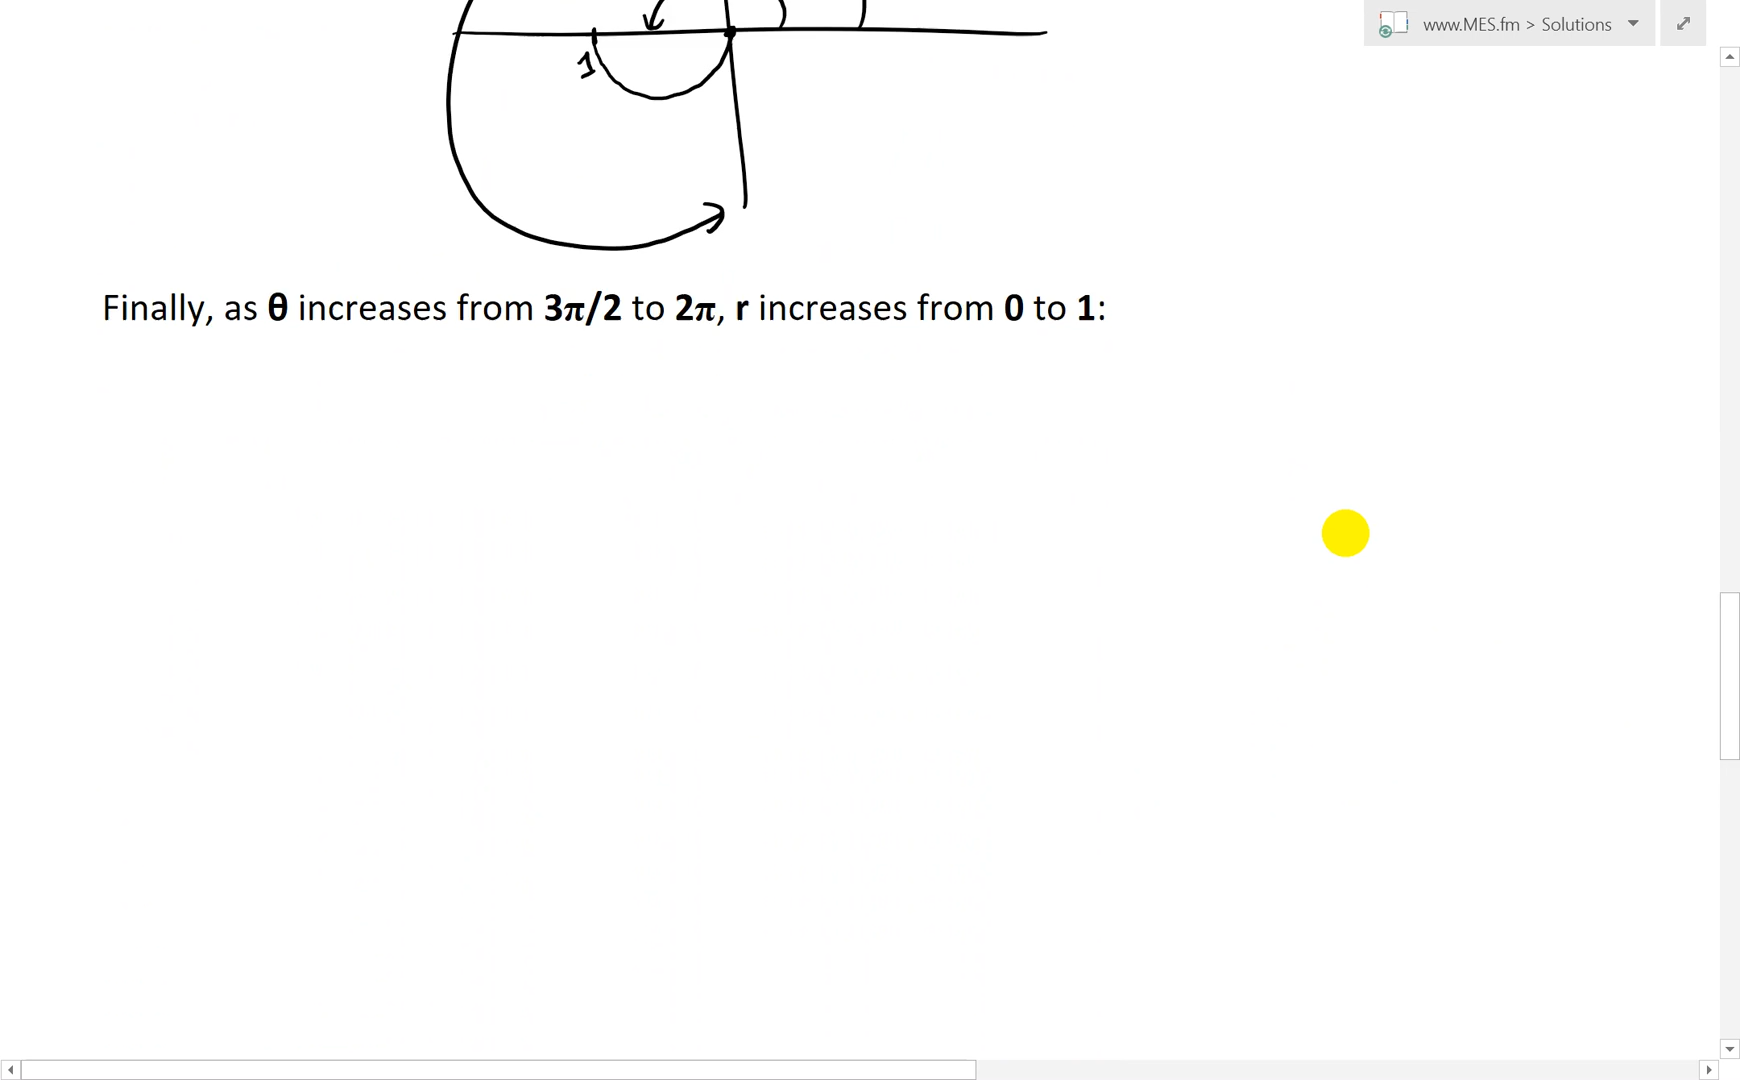 www.MES.fm > Solutions
1
Finally, as θ increases from 3π/2 to 2π, r increases from 0 to 1: